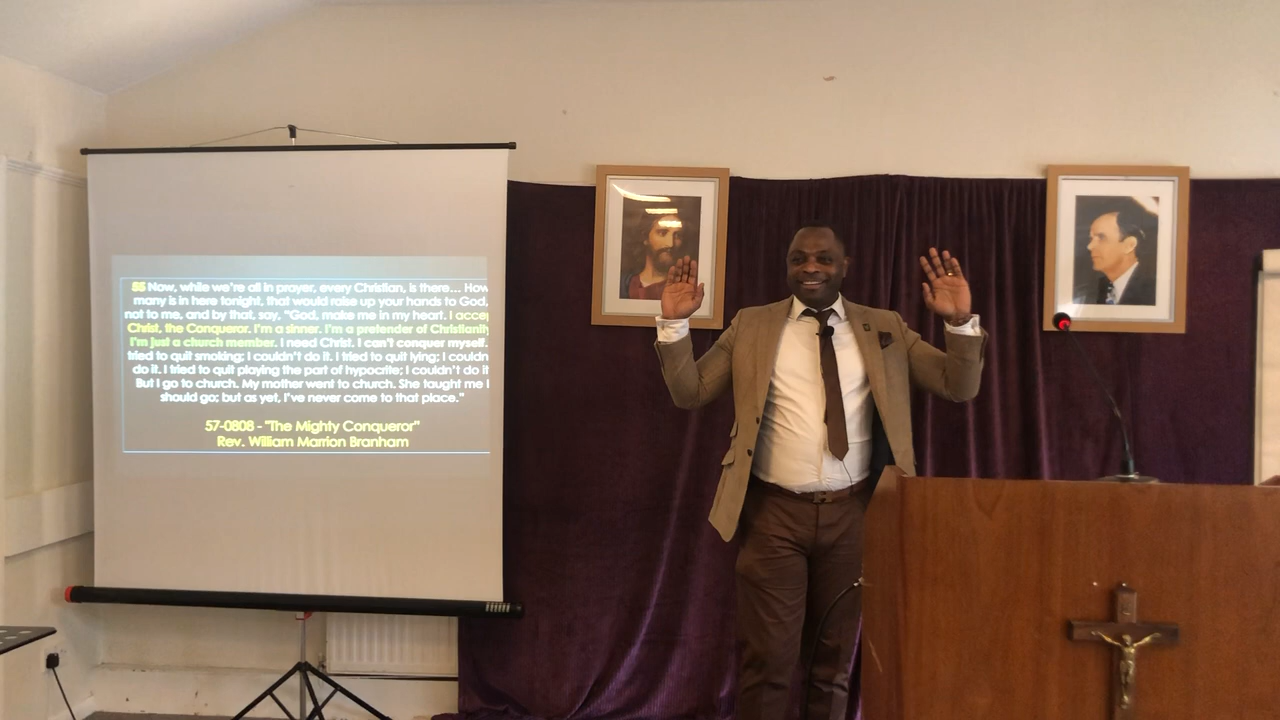 55 Now, while we're all in prayer, every Christian, is there... How
many is in here tonight, that would raise up your hands to God,
not to me, and by that, say, "God, make me in my heart. I accep
Christ, the Conqueror. I'm a sinner. I'm a pretender of Christianity
I'm just a church member. I need Christ. I can't conquer myself.
tried to quit smoking; I couldn't do it. I tried to quit lying; I couldn
do it. I tried to quit playing the part of hypocrite; I couldn't do it
But I go to church. My mother went to church. She taught me I
should go; but as yet, I've never come to that place."
57-0808 - "The Mighty Conqueror"
Rev. William Marrion Branham